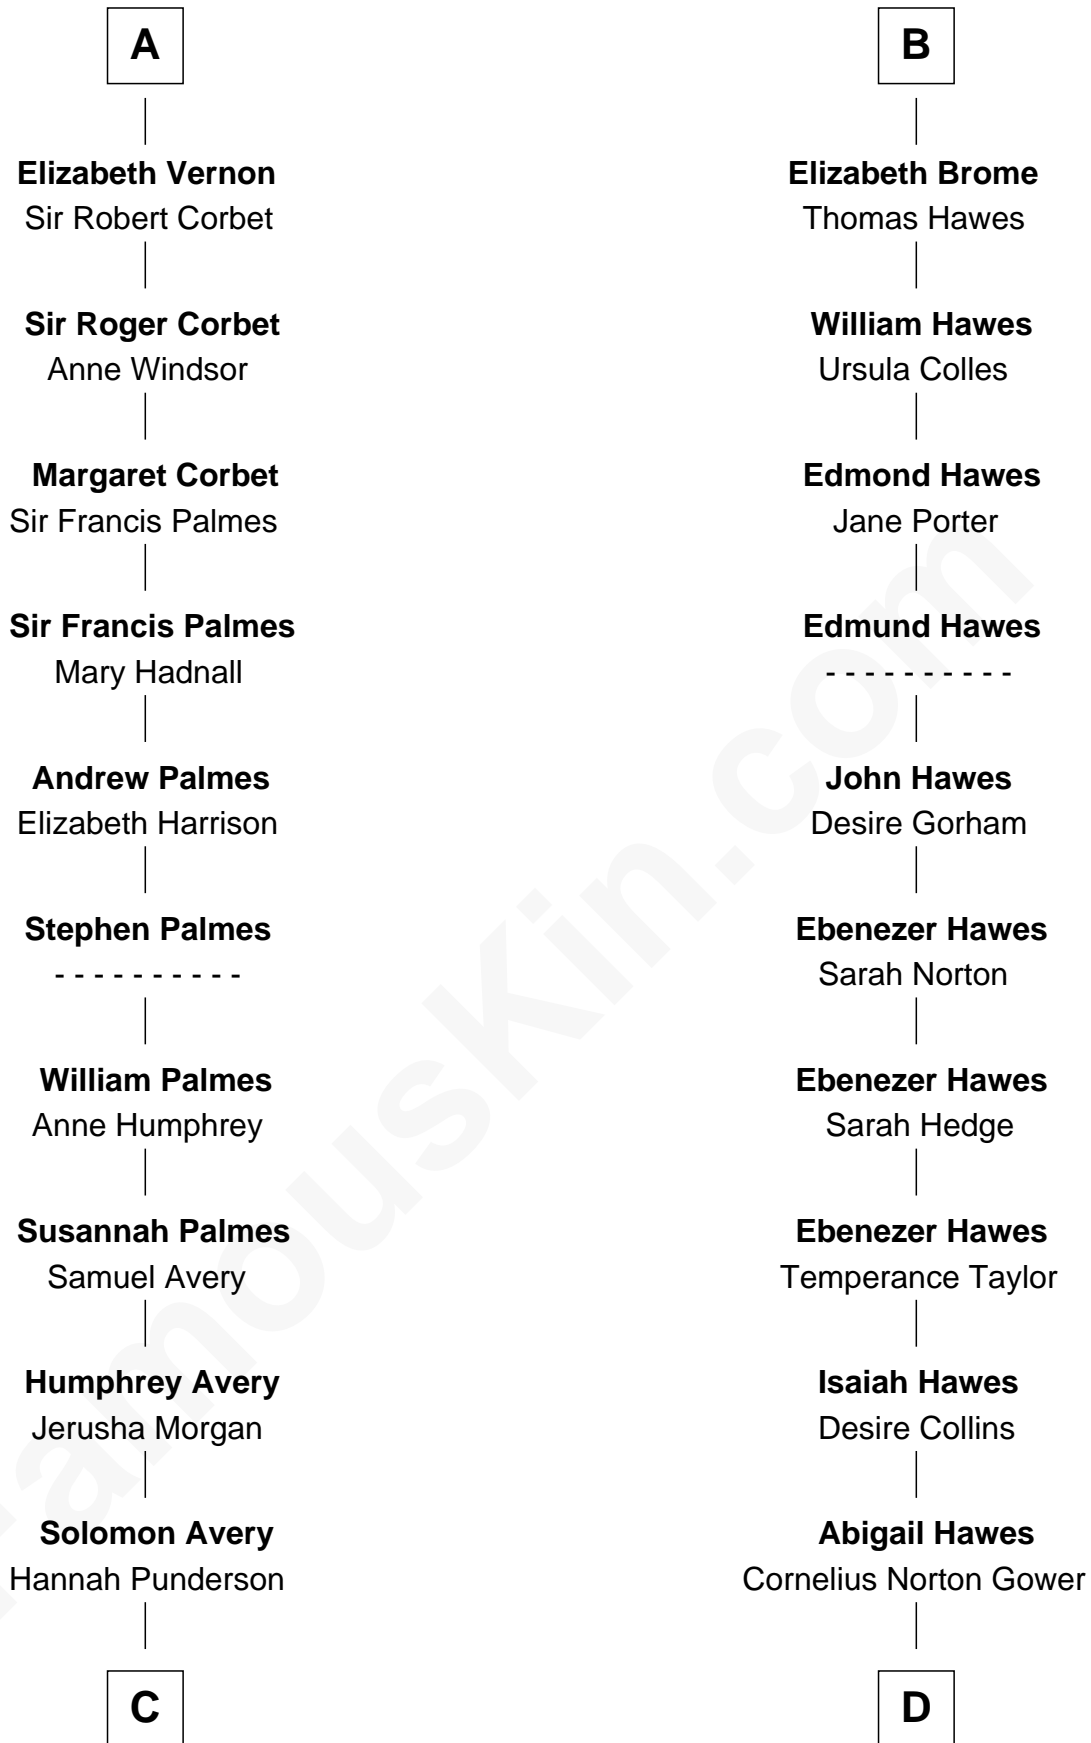 A
Elizabeth Vernon
Sir Robert Corbet
Sir Roger Corbet
Anne Windsor
Margaret Corbet
Sir Francis Palmes
Sir Francis Palmes
Mary Hadnall
Andrew Palmes
Elizabeth Harrison
Stephen Palmes
- - - - - - - - - -
William Palmes
Anne Humphrey
Susannah Palmes
Samuel Avery
Humphrey Avery
Jerusha Morgan
Solomon Avery
Hannah Punderson
C
B
Elizabeth Brome
Thomas Hawes
William Hawes
Ursula Colles
Edmond Hawes
Jane Porter
Edmund Hawes
- - - - - - - - - -
John Hawes
Desire Gorham
Ebenezer Hawes
Sarah Norton
Ebenezer Hawes
Sarah Hedge
Ebenezer Hawes
Temperance Taylor
Isaiah Hawes
Desire Collins
Abigail Hawes
Cornelius Norton Gower
D
FamousKin.com